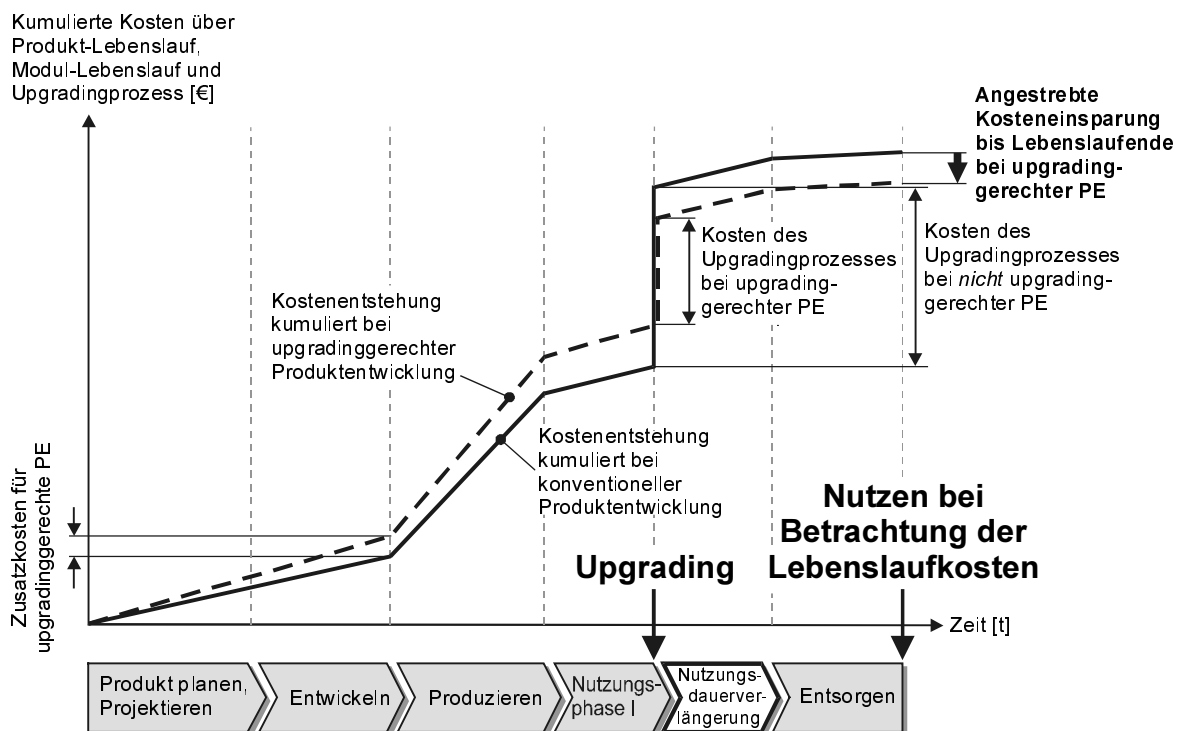 Kumulierte Kosten über
Produkt-Lebenslauf,
Modul-Lebenslauf und
Upgradingprozess [€]
Angestrebte
Kosteneinsparung
bis Lebenslaufende
bei upgrading-
gerechter PE
Kosten des
Upgradingprozesses
bei upgrading-
gerechter PE
Kosten des
Upgradingprozesses
bei nicht upgrading-
gerechter PE
Kostenentstehung
kumuliert bei
upgradinggerechter
Produktentwicklung
Kostenentstehung
kumuliert bei
konventioneller
Produktentwicklung
Zusatzkosten für
upgradinggerechte PE
Upgrading
Nutzen bei
Betrachtung der
Lebenslaufkosten
Zeit [t]
Produkt planen,
Projektieren
Entwickeln
Produzieren
Nutzungs-
phase I
Nutzungs-
dauerver-
längerung
Entsorgen